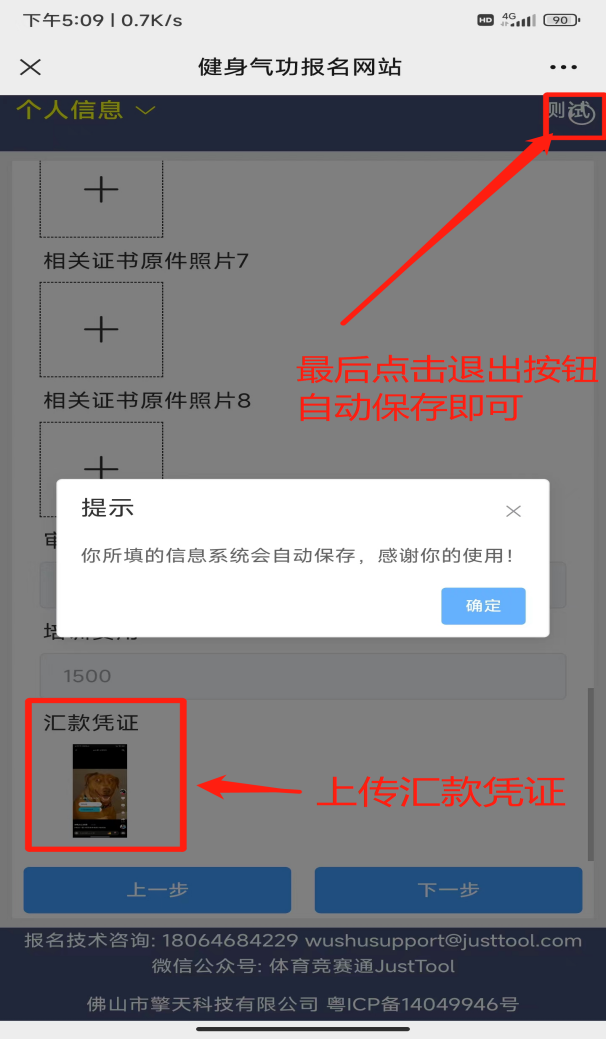 下午5:09 | 0.7K/s
HD 4G 90
健身气功报名网站
个人信息
测试
相关证书原件照片7
相关证书原件照片8
最后点击退出按钮
自动保存即可
提示
你所填的信息系统会自动保存，感谢你的使用！
确定
1500
汇款凭证
上传汇款凭证
上一步
下一步
报名技术咨询: 18064684229 wushusupport@justtool.com
微信公众号: 体育竞赛通JustTool
佛山市擎天科技有限公司 粤ICP备14049946号